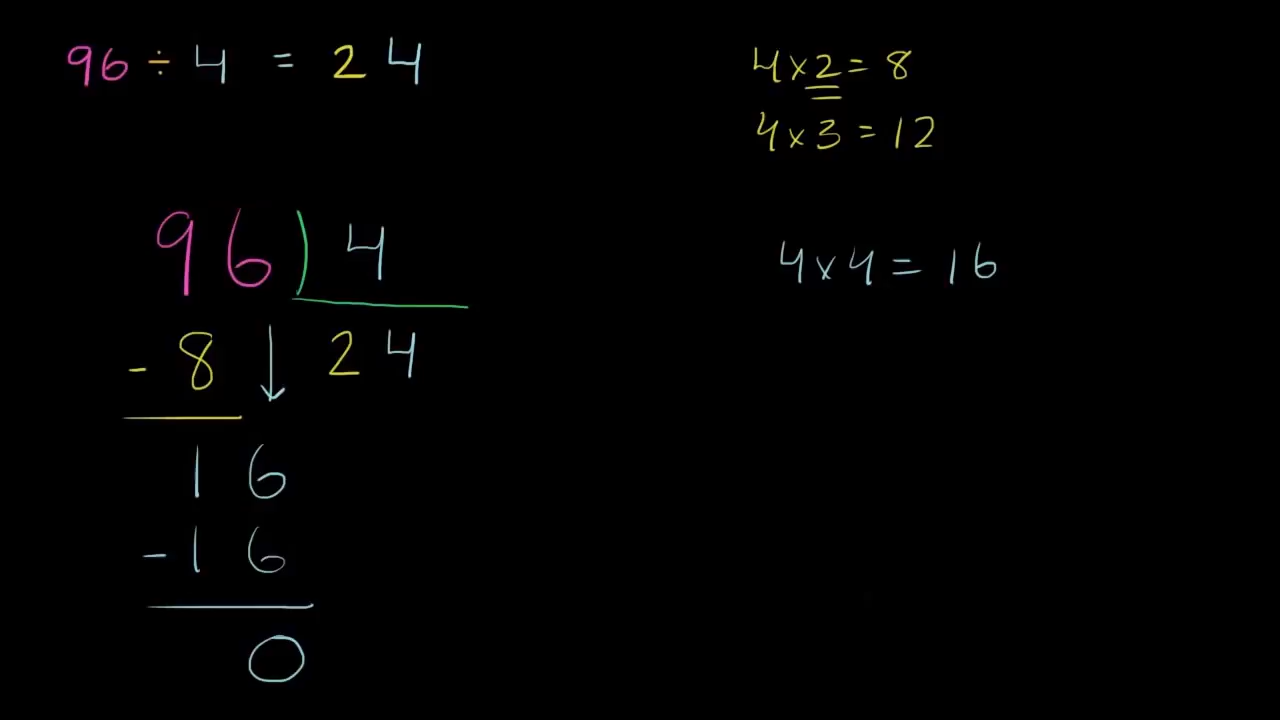 96 ÷ 4 = 24
4 x 2 = 8
4 x 3 = 12
96 ) 4
4 x 4 = 16
- 8 ↓ 24
16
- 16
0